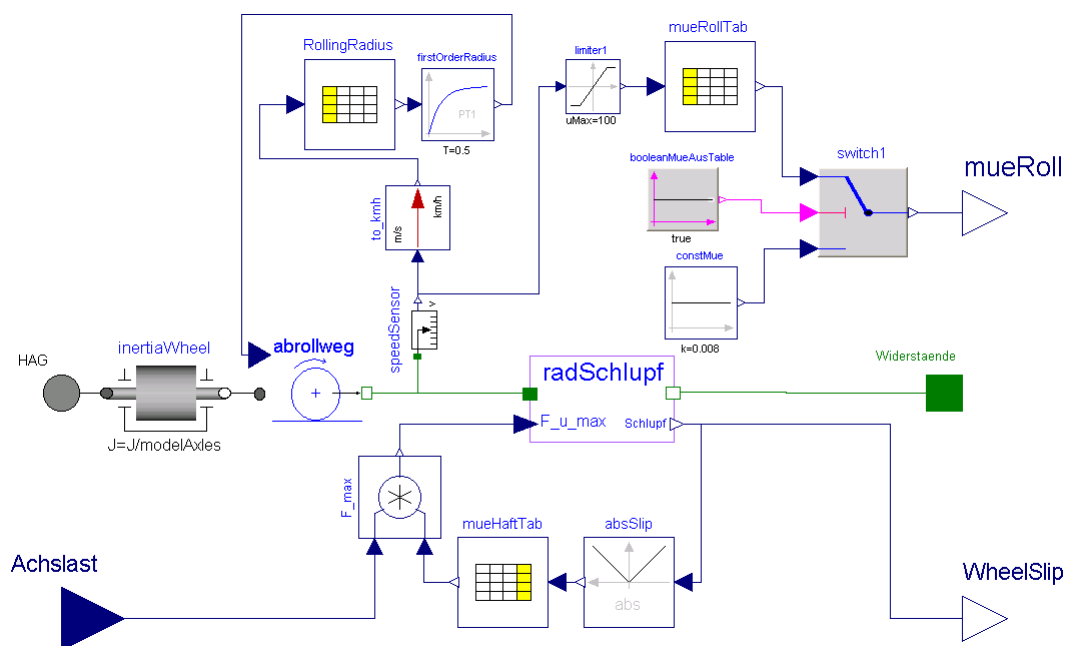 mueRollTab
RollingRadius
limiter1
firstOrderRadius
PT1
uMax=100
T=0.5
booleanMueAusTable
switch1
mueRoll
to_kmh
m/s
km/h
true
constMue
speedSensor
v
k=0.008
HAG
inertiaWheel
abrollweg
Widerstaende
radSchlupf
F_u_max
Schlupf
J=J/modelAxles
F_max
mueHaftTab
absSlip
Achslast
abs
WheelSlip